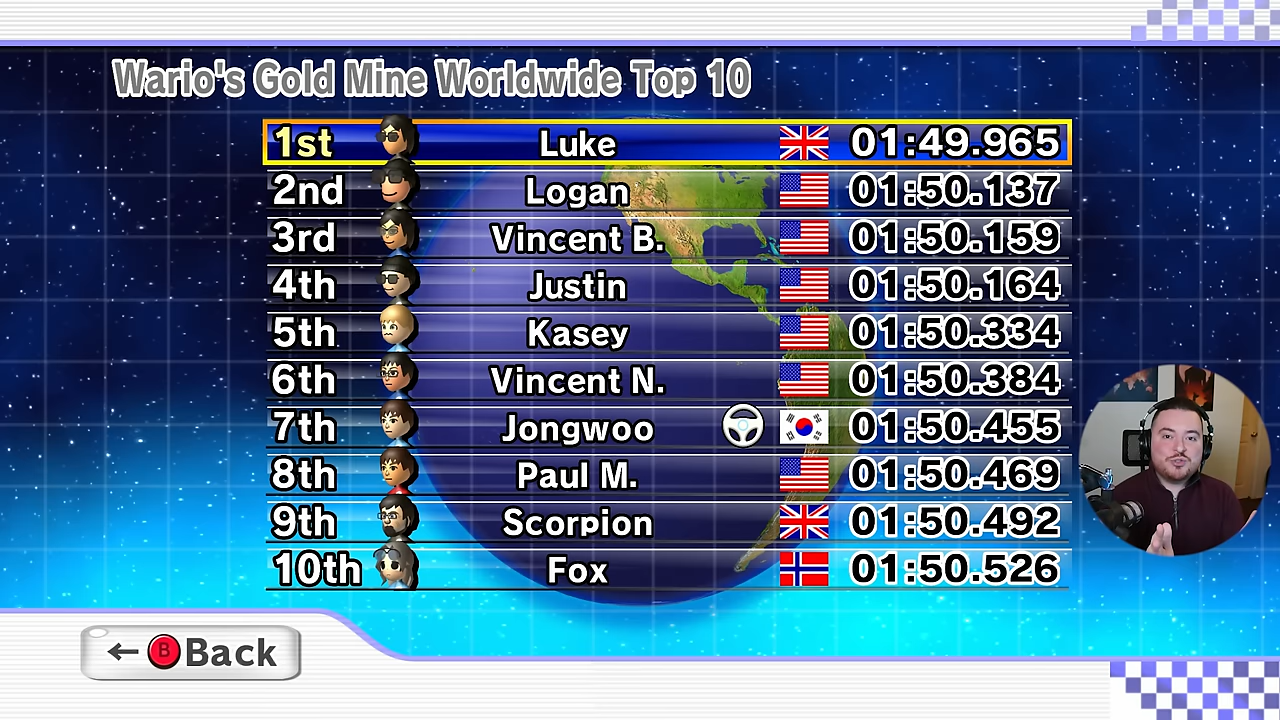 Wario's Gold Mine Worldwide Top 10
1st Luke 01:49.965
2nd Logan 01:50.137
3rd Vincent B. 01:50.159
4th Justin 01:50.164
5th Kasey 01:50.334
6th Vincent N. 01:50.384
7th Jongwoo 01:50.455
8th Paul M. 01:50.469
9th Scorpion 01:50.492
10th Fox 01:50.526
← B Back